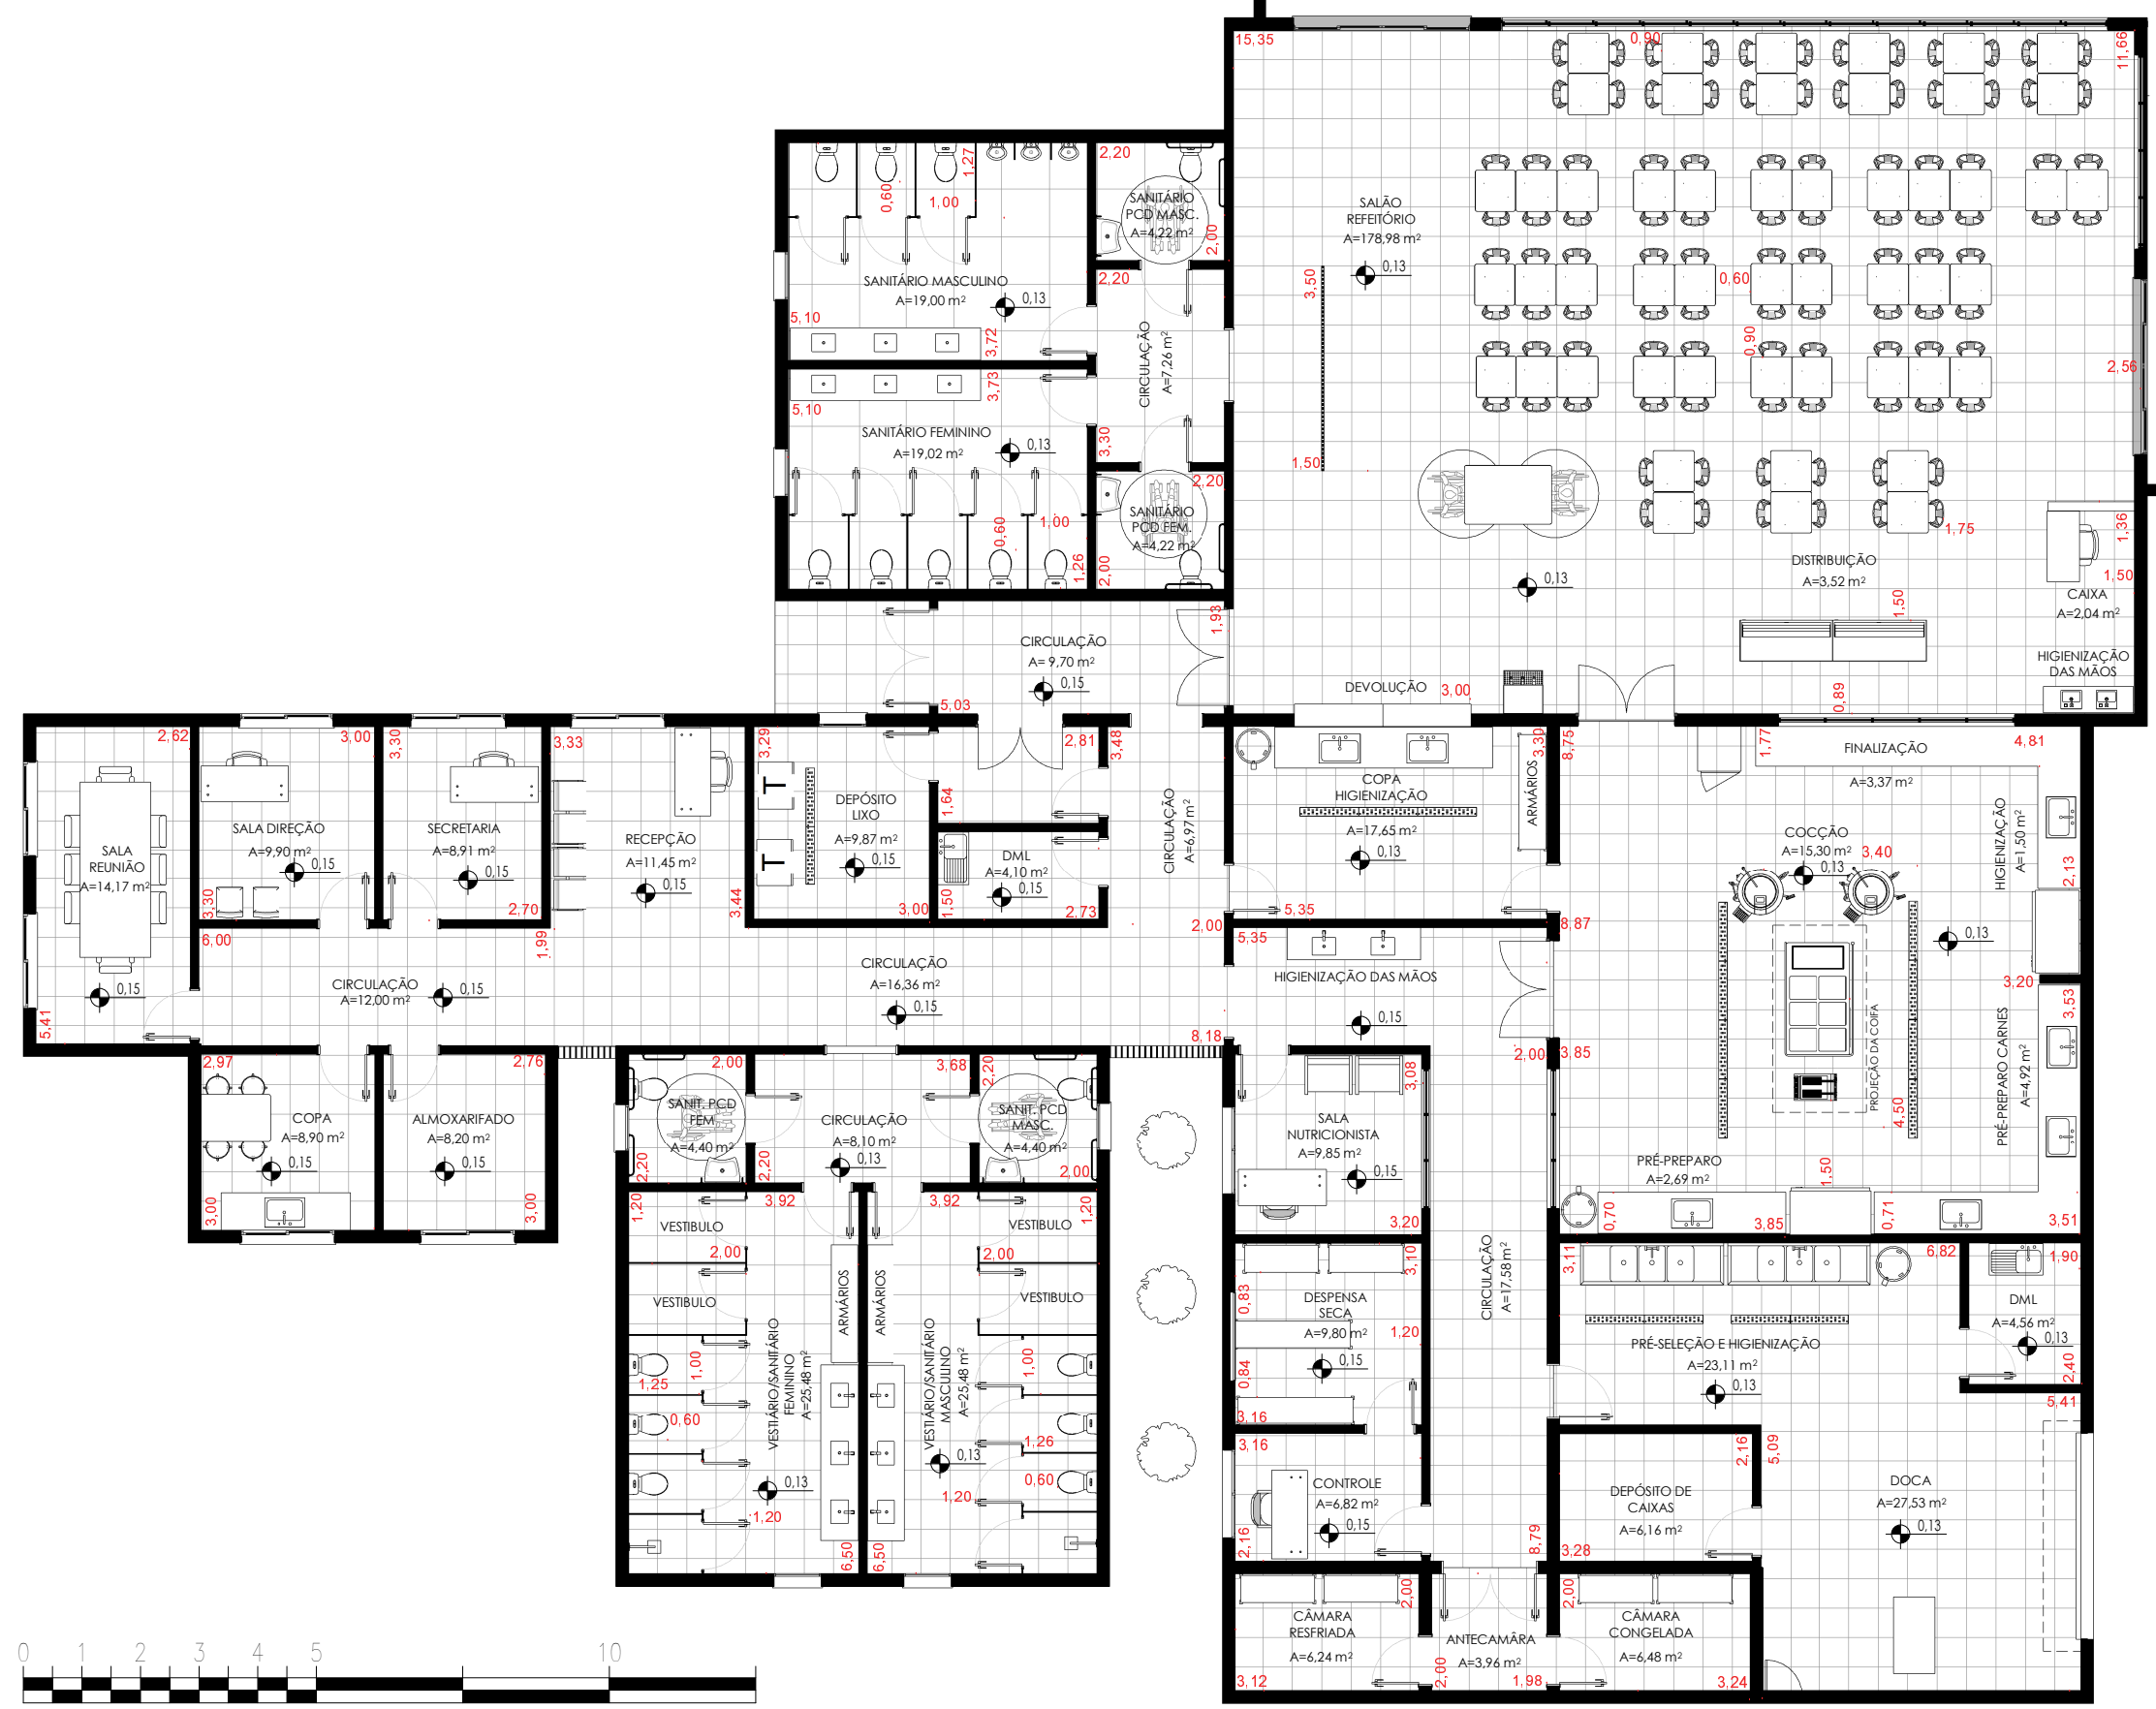 15,35
0,90
11,66
SALÃO
REFEITÓRIO
A=178,98 m²
0,13
3,50
1,50
0,60
0,90
2,56
1,75
1,36
1,50
CAIXA
A=2,04 m²
DISTRIBUIÇÃO
A=3,52 m²
1,50
0,13
HIGIENIZAÇÃO
DAS MÃOS
DEVOLUÇÃO
3,00
0,89
1,27
0,60
1,00
SANITÁRIO MASCULINO
A=19,00 m²
0,13
5,10
3,72
2,20
SANITÁRIO
PCD MASC.
A=4,22 m²
2,00
2,20
CIRCULAÇÃO
A=7,26 m²
3,30
3,73
5,10
SANITÁRIO FEMININO
A=19,02 m²
0,13
0,60
1,00
1,26
2,20
SANITÁRIO
PCD FEM.
A=4,22 m²
2,00
1,93
CIRCULAÇÃO
A= 9,70 m²
0,15
5,03
2,62
SALA
REUNIÃO
A=14,17 m²
0,15
5,41
3,00
SALA DIREÇÃO
A=9,90 m²
0,15
3,30
3,30
SECRETARIA
A=8,91 m²
0,15
2,70
3,33
RECEPÇÃO
A=11,45 m²
0,15
3,44
3,29
T
T
DEPÓSITO
LIXO
A=9,87 m²
0,15
3,00
2,81
3,48
1,64
DML
A=4,10 m²
0,15
1,50
2,73
CIRCULAÇÃO
A=6,97 m²
2,00
6,00
1,99
CIRCULAÇÃO
A=12,00 m²
0,15
CIRCULAÇÃO
A=16,36 m²
0,15
8,18
3,30
COPA
HIGIENIZAÇÃO
A=17,65 m²
0,13
ARMÁRIOS
5,35
5,35
HIGIENIZAÇÃO DAS MÃOS
0,15
2,00
8,75
1,77
FINALIZAÇÃO
4,81
A=3,37 m²
COCÇÃO
A=15,30 m²
0,13
3,40
HIGIENIZAÇÃO
A=1,50 m²
2,13
8,87
0,13
3,20
3,53
3,85
PROJEÇÃO DA COIFA
4,50
PRÉ-PREPARO CARNES
A=4,92 m²
PRÉ-PREPARO
A=2,69 m²
1,50
0,70
3,85
0,71
3,51
2,97
COPA
A=8,90 m²
0,15
3,00
2,76
ALMOXARIFADO
A=8,20 m²
0,15
3,00
2,00
SANIT. PCD
FEM.
A=4,40 m²
2,20
3,68
CIRCULAÇÃO
A=8,10 m²
0,13
2,20
2,20
SANIT. PCD
MASC.
A=4,40 m²
2,00
1,20
3,92
VESTIBULO
2,00
VESTIBULO
ARMÁRIOS
1,00
1,25
0,60
VESTIÁRIO/SANITÁRIO
FEMININO
A=25,48 m²
0,13
1,20
6,50
3,92
1,20
VESTIBULO
2,00
VESTIBULO
ARMÁRIOS
1,00
VESTIÁRIO/SANITÁRIO
MASCULINO
A=25,48 m²
0,13
1,26
0,60
1,20
6,50
3,08
SALA
NUTRICIONISTA
A=9,85 m²
0,15
3,20
3,10
0,83
DESPENSA
SECA
A=9,80 m²
1,20
0,15
0,84
3,16
3,16
CONTROLE
A=6,82 m²
0,15
2,16
CIRCULAÇÃO
A=17,58 m²
8,79
3,11
6,82
PRÉ-SELEÇÃO E HIGIENIZAÇÃO
A=23,11 m²
0,13
1,90
DML
A=4,56 m²
0,13
2,40
5,41
2,16
5,09
DEPÓSITO DE
CAIXAS
A=6,16 m²
3,28
DOCA
A=27,53 m²
0,13
2,00
CÂMARA
RESFRIADA
A=6,24 m²
3,12
ANTECAMÂRA
A=3,96 m²
2,00
1,98
2,00
CÂMARA
CONGELADA
A=6,48 m²
3,24
0 1 2 3 4 5 10